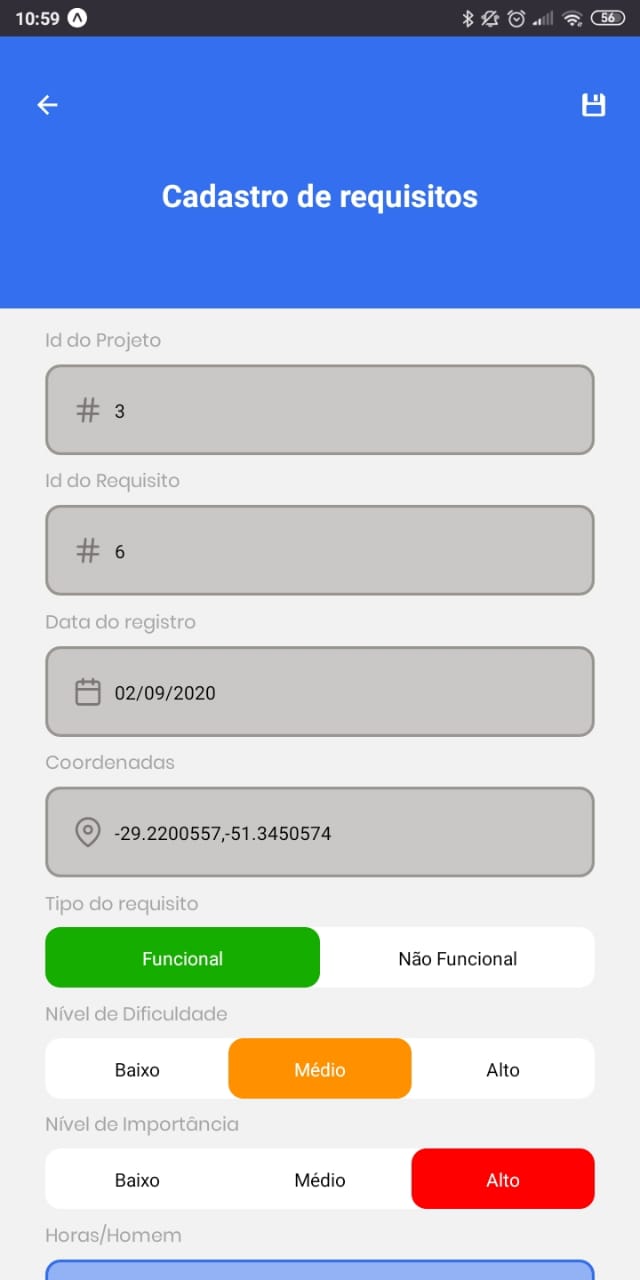 10:59
56
Cadastro de requisitos
Id do Projeto
# 3
Id do Requisito
# 6
Data do registro
02/09/2020
Coordenadas
-29.2200557,-51.3450574
Tipo do requisito
Funcional Não Funcional
Nível de Dificuldade
Baixo Médio Alto
Nível de Importância
Baixo Médio Alto
Horas/Homem